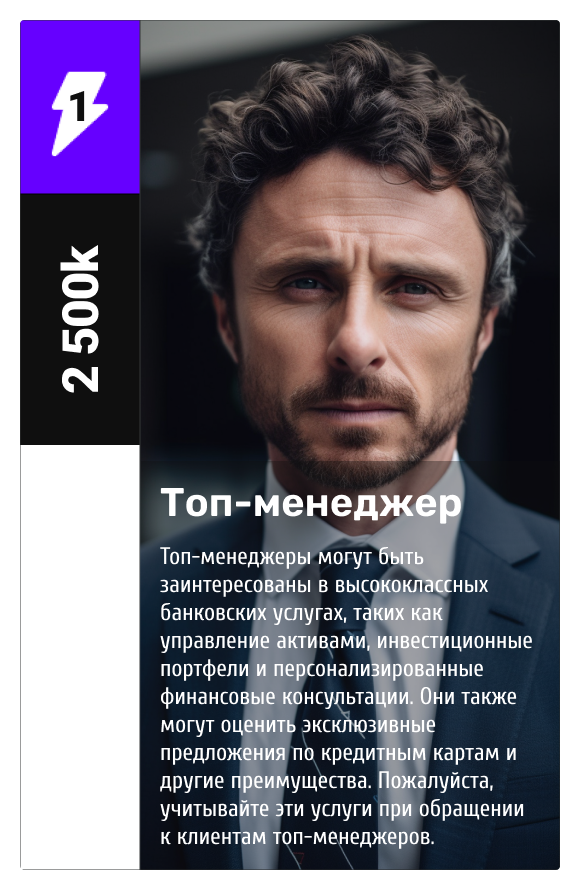 1
2 500k
Топ-менеджер
Топ-менеджеры могут быть
заинтересованы в высококлассных
банковских услугах, таких как
управление активами, инвестиционные
портфели и персонализированные
финансовые консультации. Они также
могут оценить эксклюзивные
предложения по кредитным картам и
другие преимущества. Пожалуйста,
учитывайте эти услуги при обращении
к клиентам топ-менеджеров.